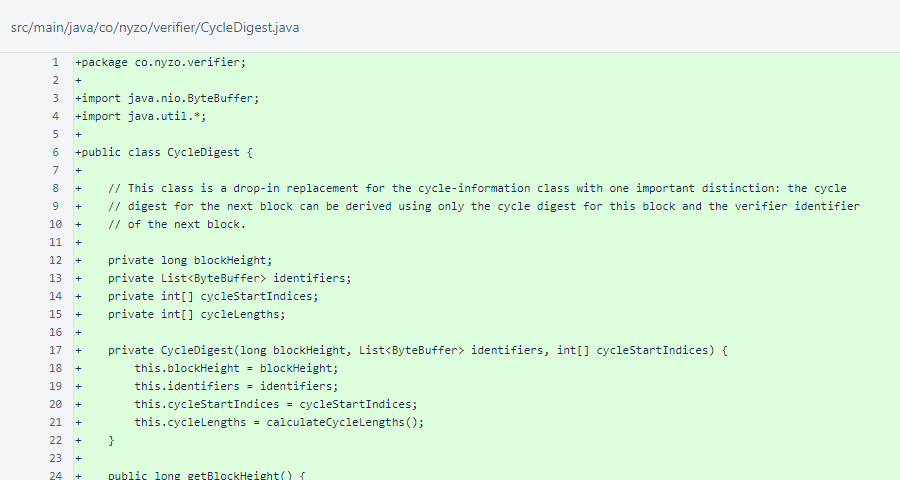 src/main/java/co/nyzo/verifier/CycleDigest.java
1 +package co.nyzo.verifier;
2 +
3 +import java.nio.ByteBuffer;
4 +import java.util.*;
5 +
6 +public class CycleDigest {
7 +
8 +    // This class is a drop-in replacement for the cycle-information class with one important distinction: the cycle
9 +    // digest for the next block can be derived using only the cycle digest for this block and the verifier identifier
10 +    // of the next block.
11 +
12 +    private long blockHeight;
13 +    private List<ByteBuffer> identifiers;
14 +    private int[] cycleStartIndices;
15 +    private int[] cycleLengths;
16 +
17 +    private CycleDigest(long blockHeight, List<ByteBuffer> identifiers, int[] cycleStartIndices) {
18 +        this.blockHeight = blockHeight;
19 +        this.identifiers = identifiers;
20 +        this.cycleStartIndices = cycleStartIndices;
21 +        this.cycleLengths = calculateCycleLengths();
22 +    }
23 +
24 +    public long getBlockHeight() {